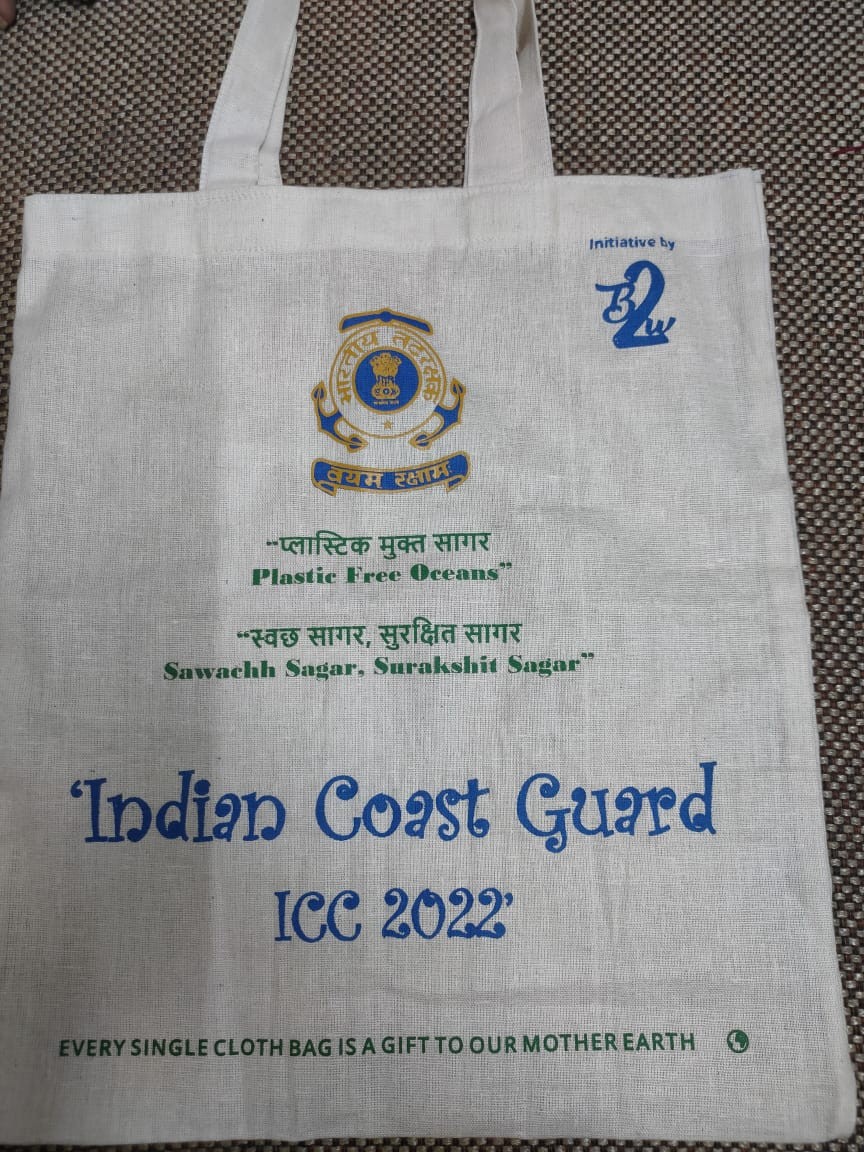 Initiative by
B2W
भारतीय तटरक्षक
वयम रक्षामः
“प्लास्टिक मुक्त सागर
Plastic Free Oceans”
“स्वछ सागर, सुरक्षित सागर
Sawachh Sagar, Surakshit Sagar”
‘Indian Coast Guard
ICC 2022’
EVERY SINGLE CLOTH BAG IS A GIFT TO OUR MOTHER EARTH